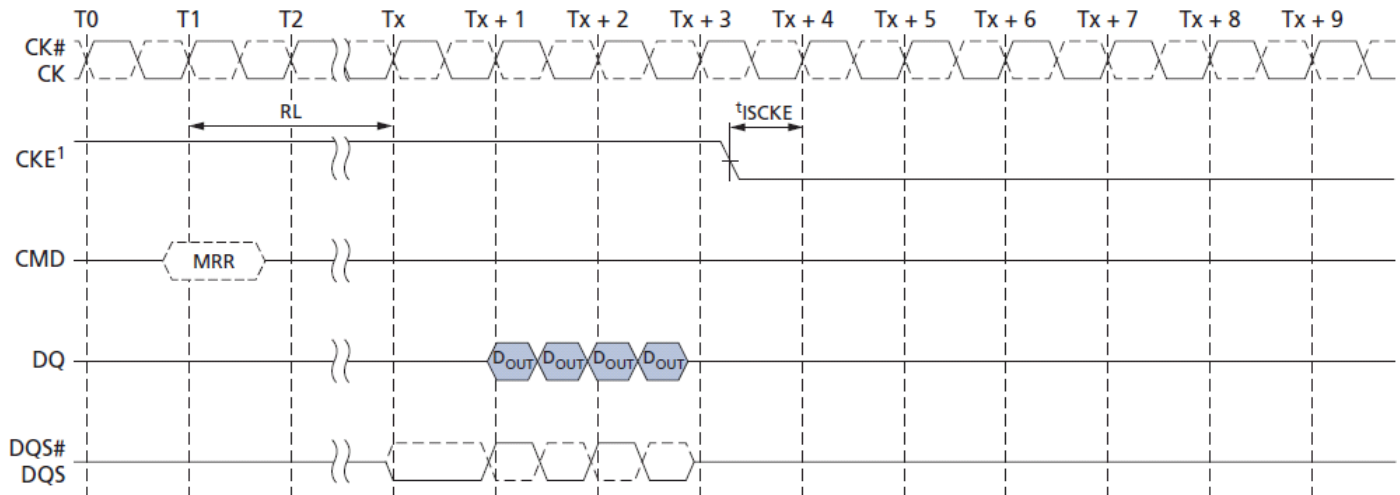 T0 T1 T2 Tx Tx + 1 Tx + 2 Tx + 3 Tx + 4 Tx + 5 Tx + 6 Tx + 7 Tx + 8 Tx + 9
CK#
CK
RL
tISCKE
CKE1
CMD
MRR
DQ
DOUT DOUT DOUT DOUT
DQS#
DQS